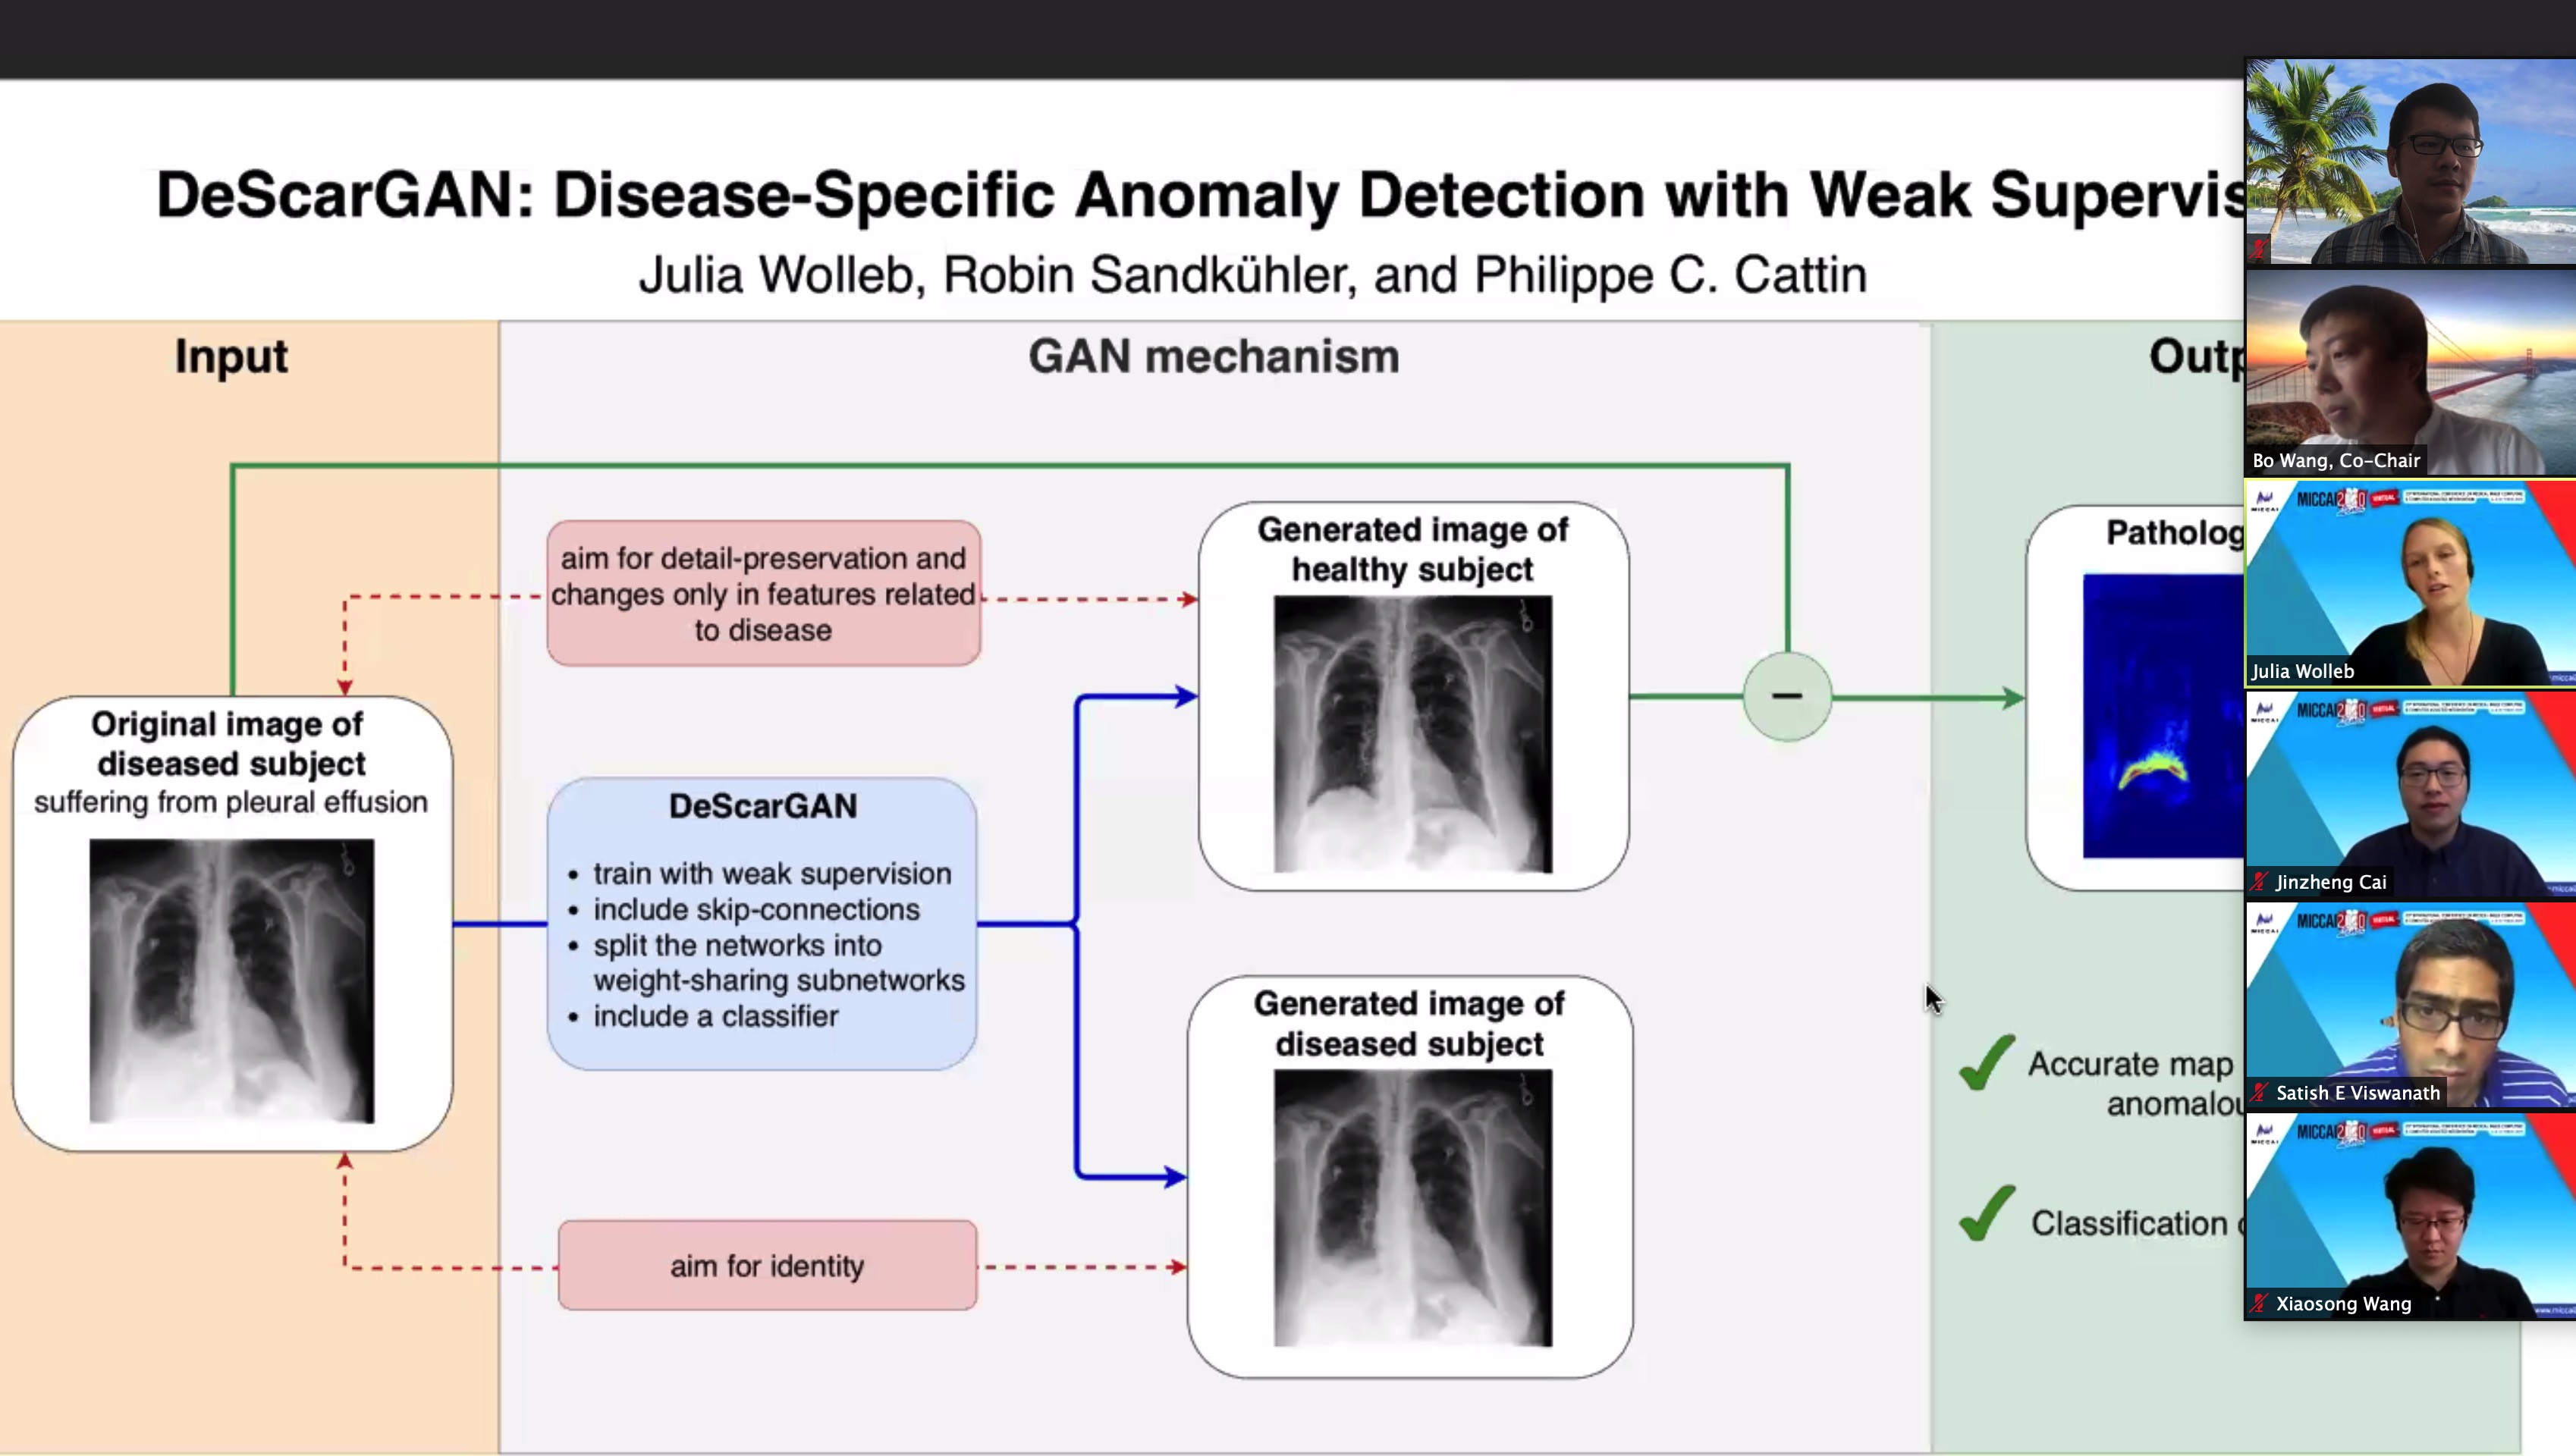 DeScarGAN: Disease-Specific Anomaly Detection with Weak Supervis
Julia Wolleb, Robin Sandkühler, and Philippe C. Cattin
Input
GAN mechanism
Outp
aim for detail-preservation and
changes only in features related
to disease
Generated image of
healthy subject
Patholog
Original image of
diseased subject
suffering from pleural effusion
−
DeScarGAN
• train with weak supervision
• include skip-connections
• split the networks into
weight-sharing subnetworks
• include a classifier
Generated image of
diseased subject
aim for identity
Accurate map
anomalou
Classification
Bo Wang, Co-Chair
MICCAI
MICCAI 2020
Julia Wolleb
MICCAI
MICCAI 2020
Jinzheng Cai
MICCAI
MICCAI 2020
Satish E Viswanath
MICCAI
MICCAI 2020
Xiaosong Wang